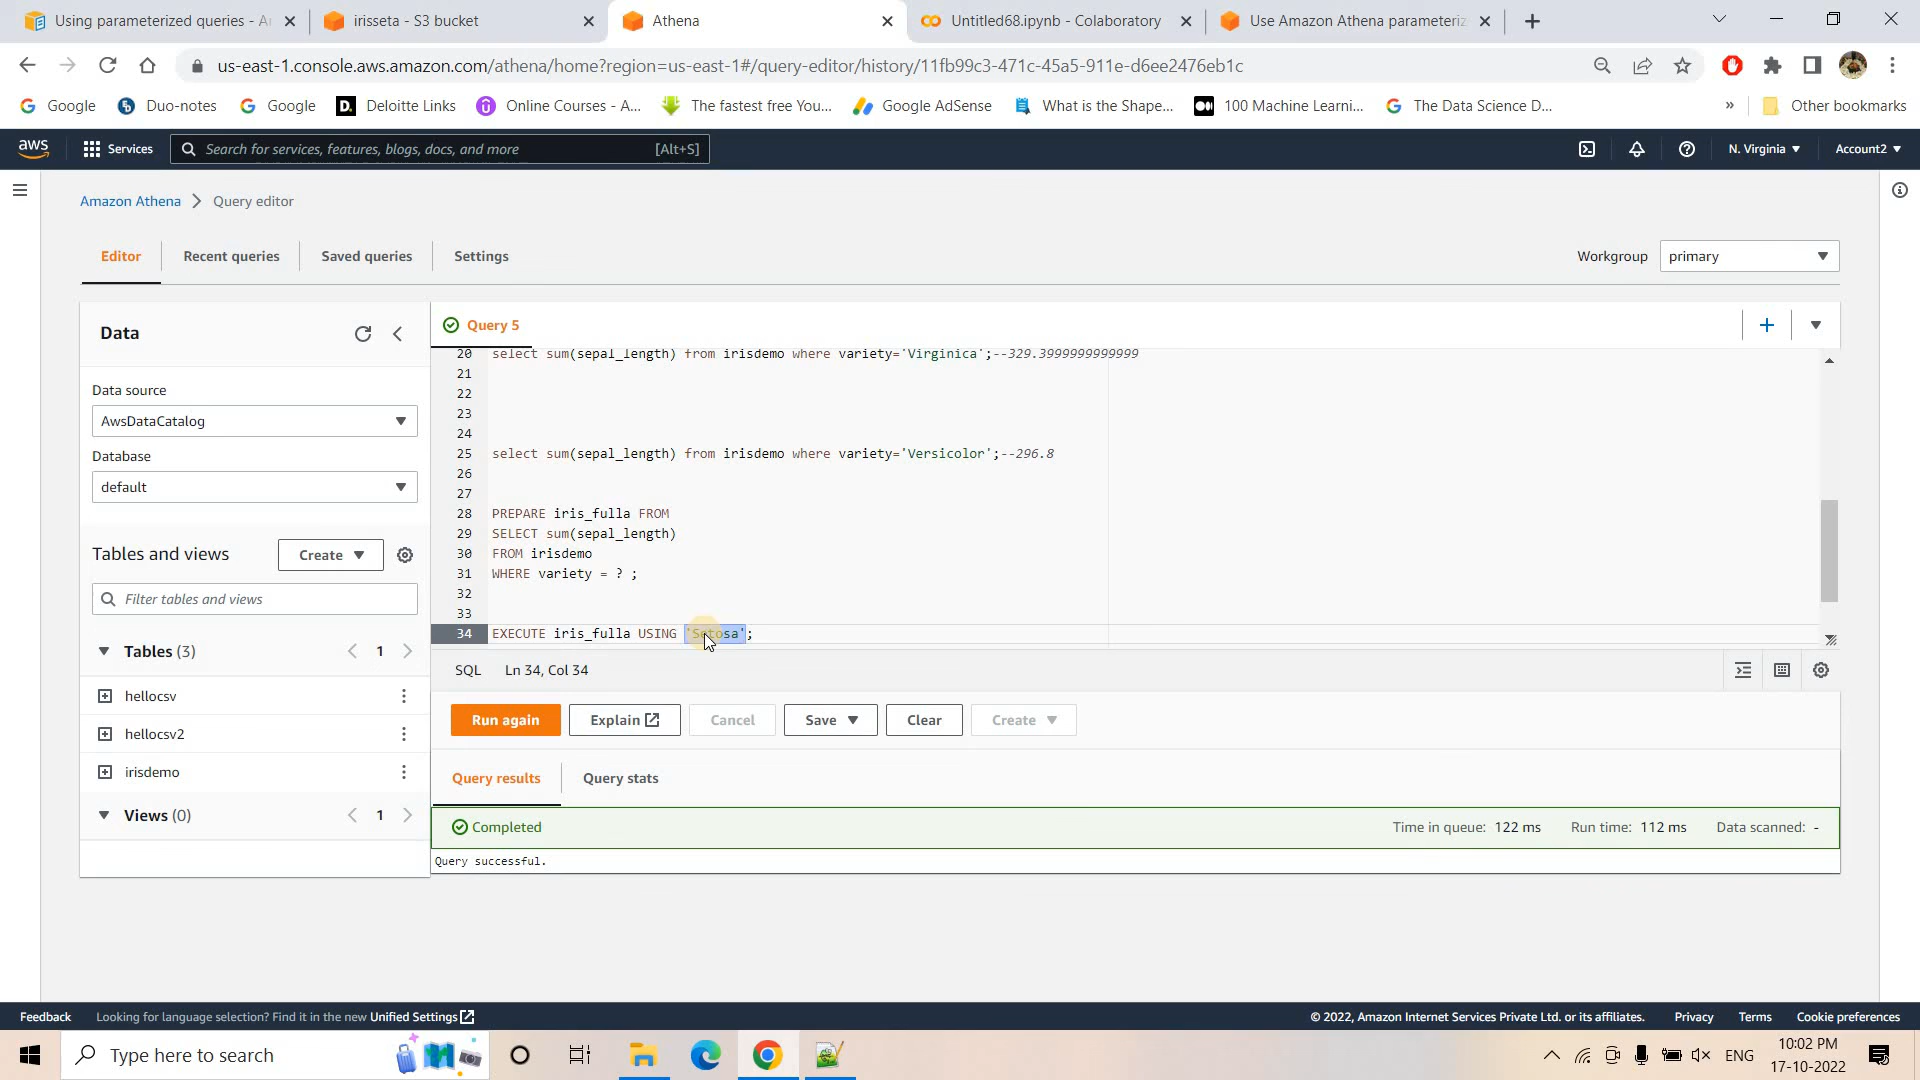 Using parameterized queries - A
irisseta - S3 bucket
Athena
Untitled68.ipynb - Colaboratory
Use Amazon Athena parameteriz
us-east-1.console.aws.amazon.com/athena/home?region=us-east-1#/query-editor/history/11fb99c3-471c-45a5-911e-d6ee2476eb1c
Google
Duo-notes
Google
Deloitte Links
Online Courses - A...
The fastest free You...
Google AdSense
What is the Shape...
100 Machine Learni...
The Data Science D...
»
Other bookmarks
aws
Services
Search for services, features, blogs, docs, and more
[Alt+S]
N. Virginia
Account2
Amazon Athena
Query editor
Editor
Recent queries
Saved queries
Settings
Workgroup
primary
Data
Data source
AwsDataCatalog
Database
default
Tables and views
Create
Filter tables and views
Tables (3)
1
hellocsv
hellocsv2
irisdemo
Views (0)
1
Query 5
20 select sum(sepal_length) from irisdemo where variety='Virginica';--329.3999999999999
21
22
23
24
25 select sum(sepal_length) from irisdemo where variety='Versicolor';--296.8
26
27
28 PREPARE iris_fulla FROM
29 SELECT sum(sepal_length)
30 FROM irisdemo
31 WHERE variety = ? ;
32
33
34 EXECUTE iris_fulla USING 'Setosa';
SQL
Ln 34, Col 34
Run again
Explain
Cancel
Save
Clear
Create
Query results
Query stats
Completed
Time in queue: 122 ms
Run time: 112 ms
Data scanned: -
Query successful.
Feedback
Looking for language selection? Find it in the new Unified Settings
© 2022, Amazon Internet Services Private Ltd. or its affiliates.
Privacy
Terms
Cookie preferences
Type here to search
ENG
10:02 PM
17-10-2022